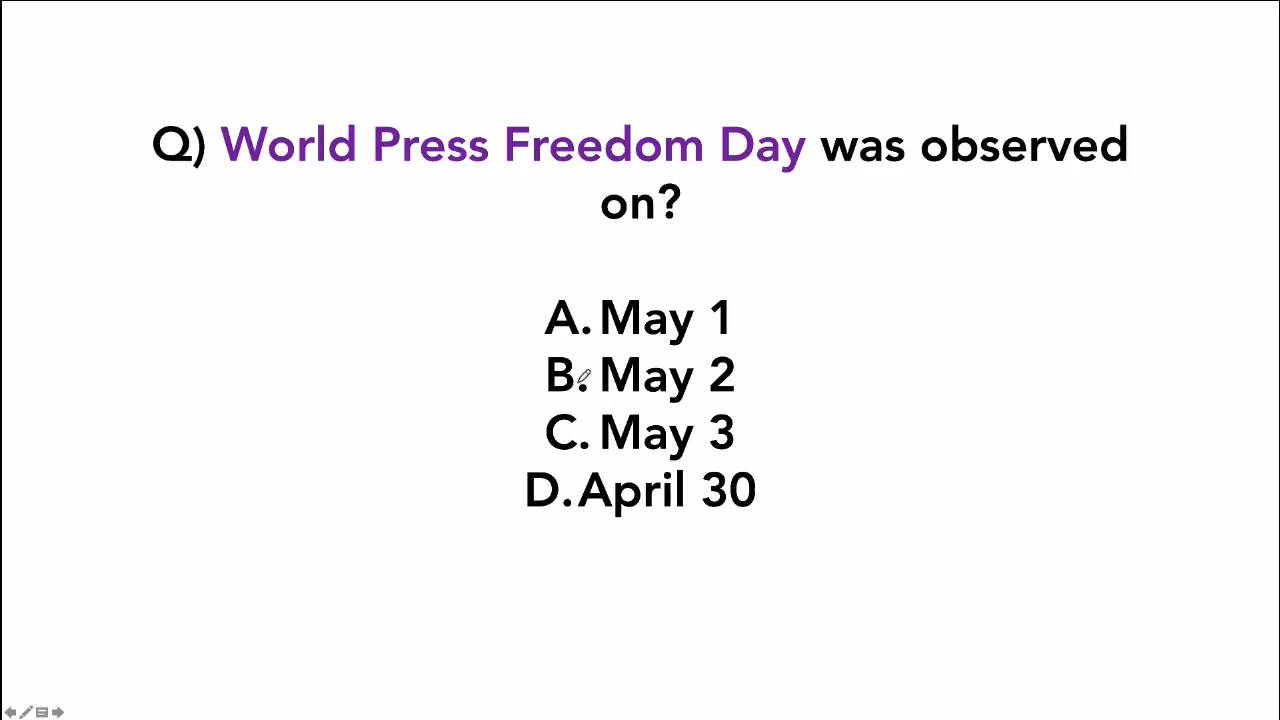 Q) World Press Freedom Day was observed
on?
A. May 1
B. May 2
C. May 3
D. April 30